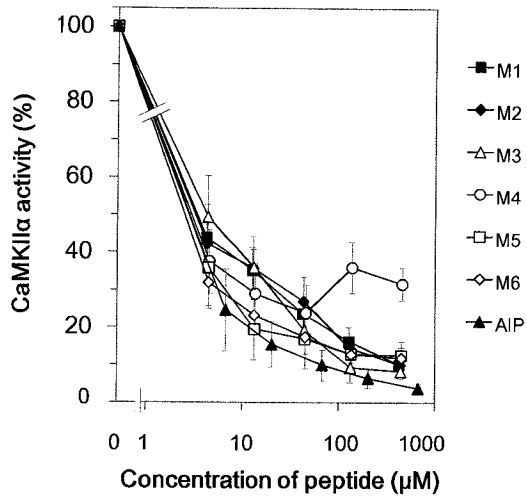 100
80
60
40
20
0
CaMKIIα activity (%)
0 1 10 100 1000
Concentration of peptide (µM)
M1
M2
M3
M4
M5
M6
AIP